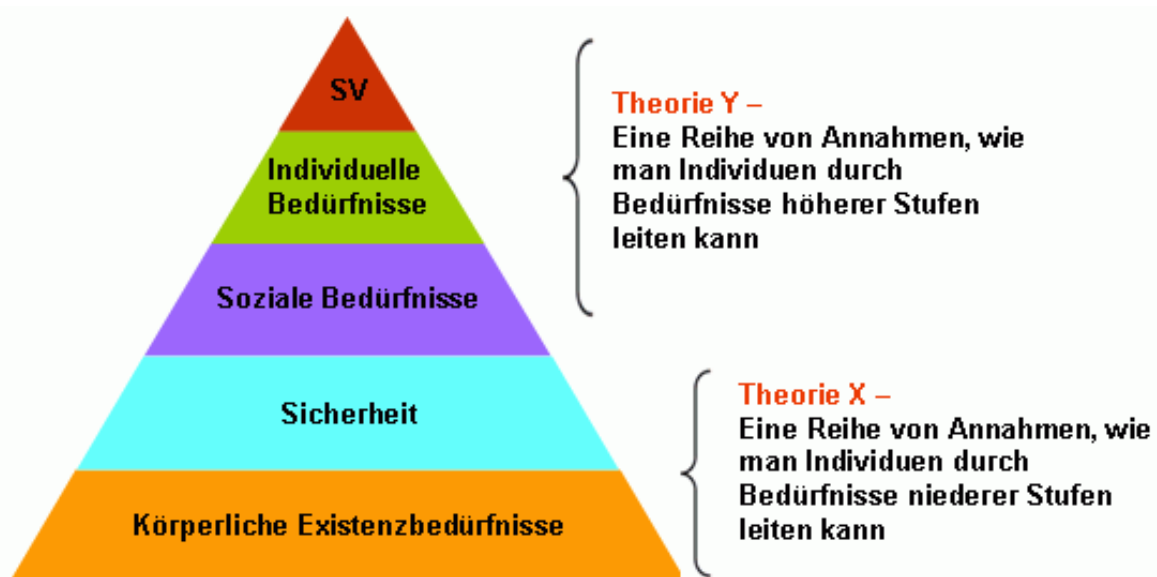 SV
Individuelle
Bedürfnisse
Soziale Bedürfnisse
Sicherheit
Körperliche Existenzbedürfnisse
Theorie Y –
Eine Reihe von Annahmen, wie
man Individuen durch
Bedürfnisse höherer Stufen
leiten kann
Theorie X –
Eine Reihe von Annahmen, wie
man Individuen durch
Bedürfnisse niederer Stufen
leiten kann